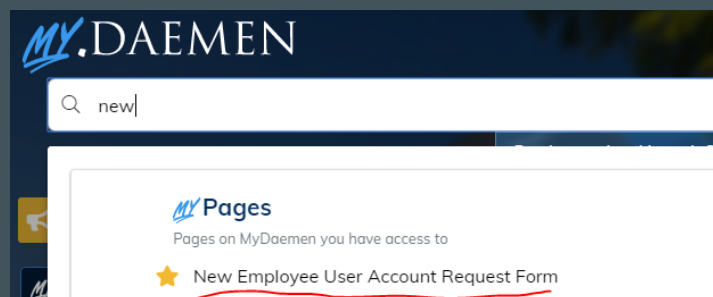 MY.DAEMEN
new
MY Pages
Pages on MyDaemen you have access to
New Employee User Account Request Form